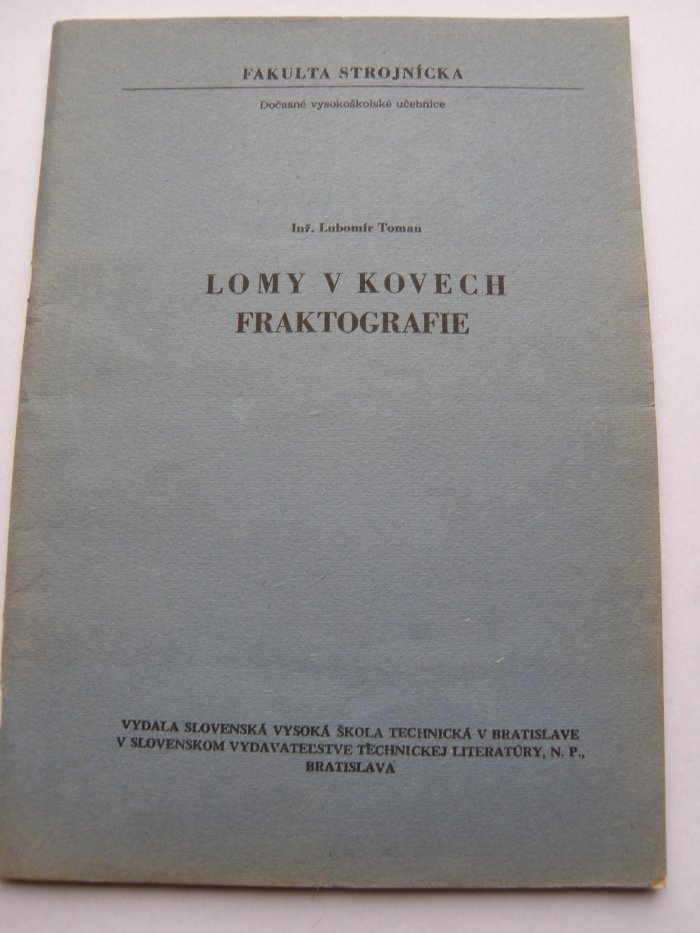 FAKULTA STROJNÍCKA
Dočasné vysokoškolské učebnice
Inž. Lubomír Toman
LOMY V KOVECH
FRAKTOGRAFIE
VYDALA SLOVENSKÁ VYSOKÁ ŠKOLA TECHNICKÁ V BRATISLAVE
V SLOVENSKOM VYDAVATEĽSTVE TECHNICKEJ LITERATÚRY, N. P.,
BRATISLAVA